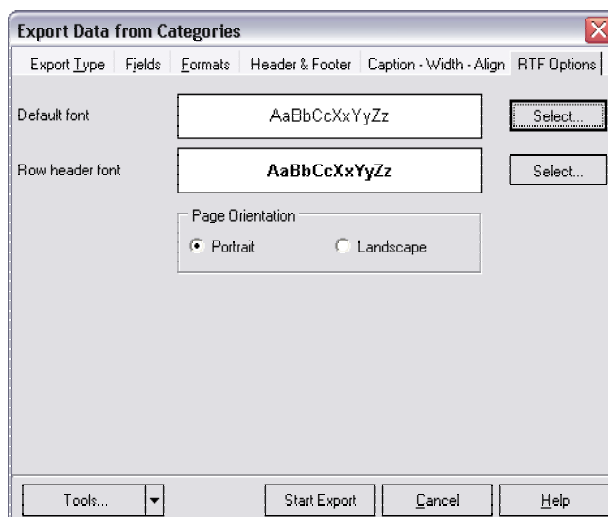 Export Data from Categories
Export Type Fields Formats Header & Footer Caption - Width - Align RTF Options
Default font AaBbCcXxYyZz Select...
Row header font AaBbCcXxYyZz Select...
Page Orientation
Portrait Landscape
Tools... Start Export Cancel Help